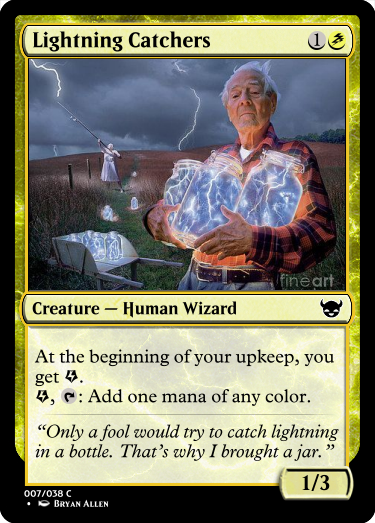 Lightning Catchers 1
fineart
Creature — Human Wizard
At the beginning of your upkeep, you
get .
, : Add one mana of any color.
“Only a fool would try to catch lightning
in a bottle. That’s why I brought a jar.”
1/3
007/038 C
• Bryan Allen